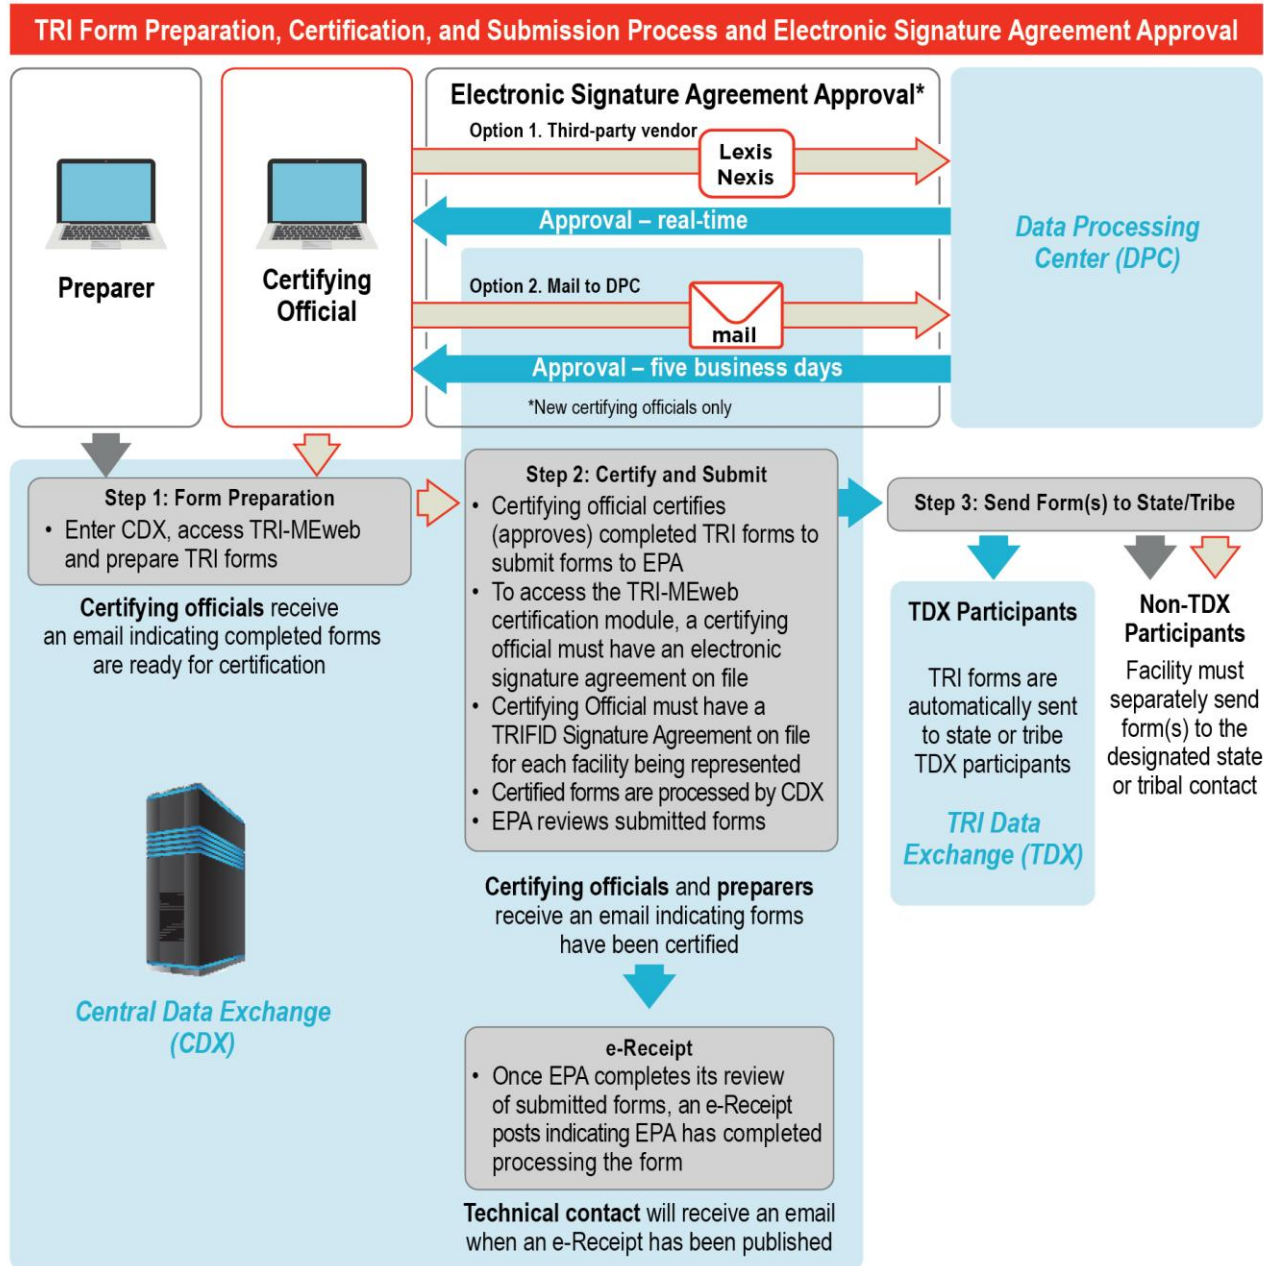 TRI Form Preparation, Certification, and Submission Process and Electronic Signature Agreement Approval
Preparer
Certifying
Official
Electronic Signature Agreement Approval*
Option 1. Third-party vendor
Lexis
Nexis
Approval – real-time
Option 2. Mail to DPC
mail
Approval – five business days
*New certifying officials only
Data Processing
Center (DPC)
Step 1: Form Preparation
• Enter CDX, access TRI-MEweb
and prepare TRI forms
Certifying officials receive
an email indicating completed forms
are ready for certification
Central Data Exchange
(CDX)
Step 2: Certify and Submit
• Certifying official certifies
(approves) completed TRI forms to
submit forms to EPA
• To access the TRI-MEweb
certification module, a certifying
official must have an electronic
signature agreement on file
• Certifying Official must have a
TRIFID Signature Agreement on file
for each facility being represented
• Certified forms are processed by CDX
• EPA reviews submitted forms
Certifying officials and preparers
receive an email indicating forms
have been certified
e-Receipt
• Once EPA completes its review
of submitted forms, an e-Receipt
posts indicating EPA has completed
processing the form
Technical contact will receive an email
when an e-Receipt has been published
Step 3: Send Form(s) to State/Tribe
TDX Participants
TRI forms are
automatically sent
to state or tribe
TDX participants
TRI Data
Exchange (TDX)
Non-TDX
Participants
Facility must
separately send
form(s) to the
designated state
or tribal contact